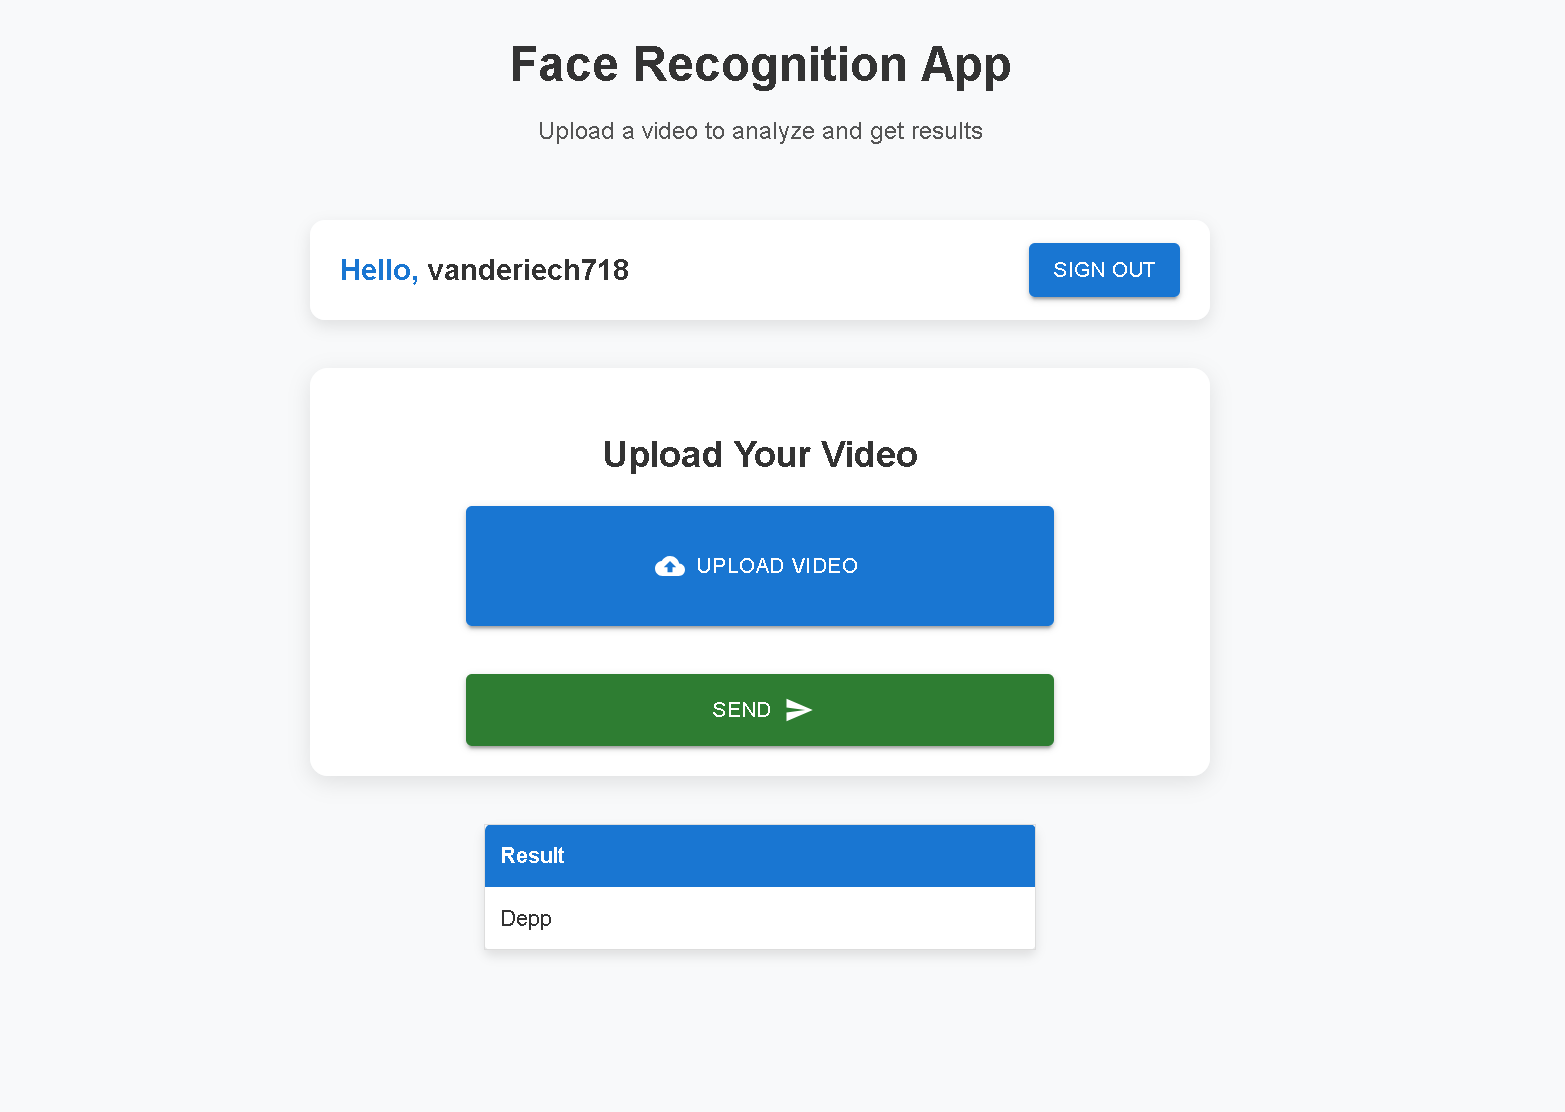 Face Recognition App
Upload a video to analyze and get results
Hello, vanderiech718
SIGN OUT
Upload Your Video
UPLOAD VIDEO
SEND
Result
Depp